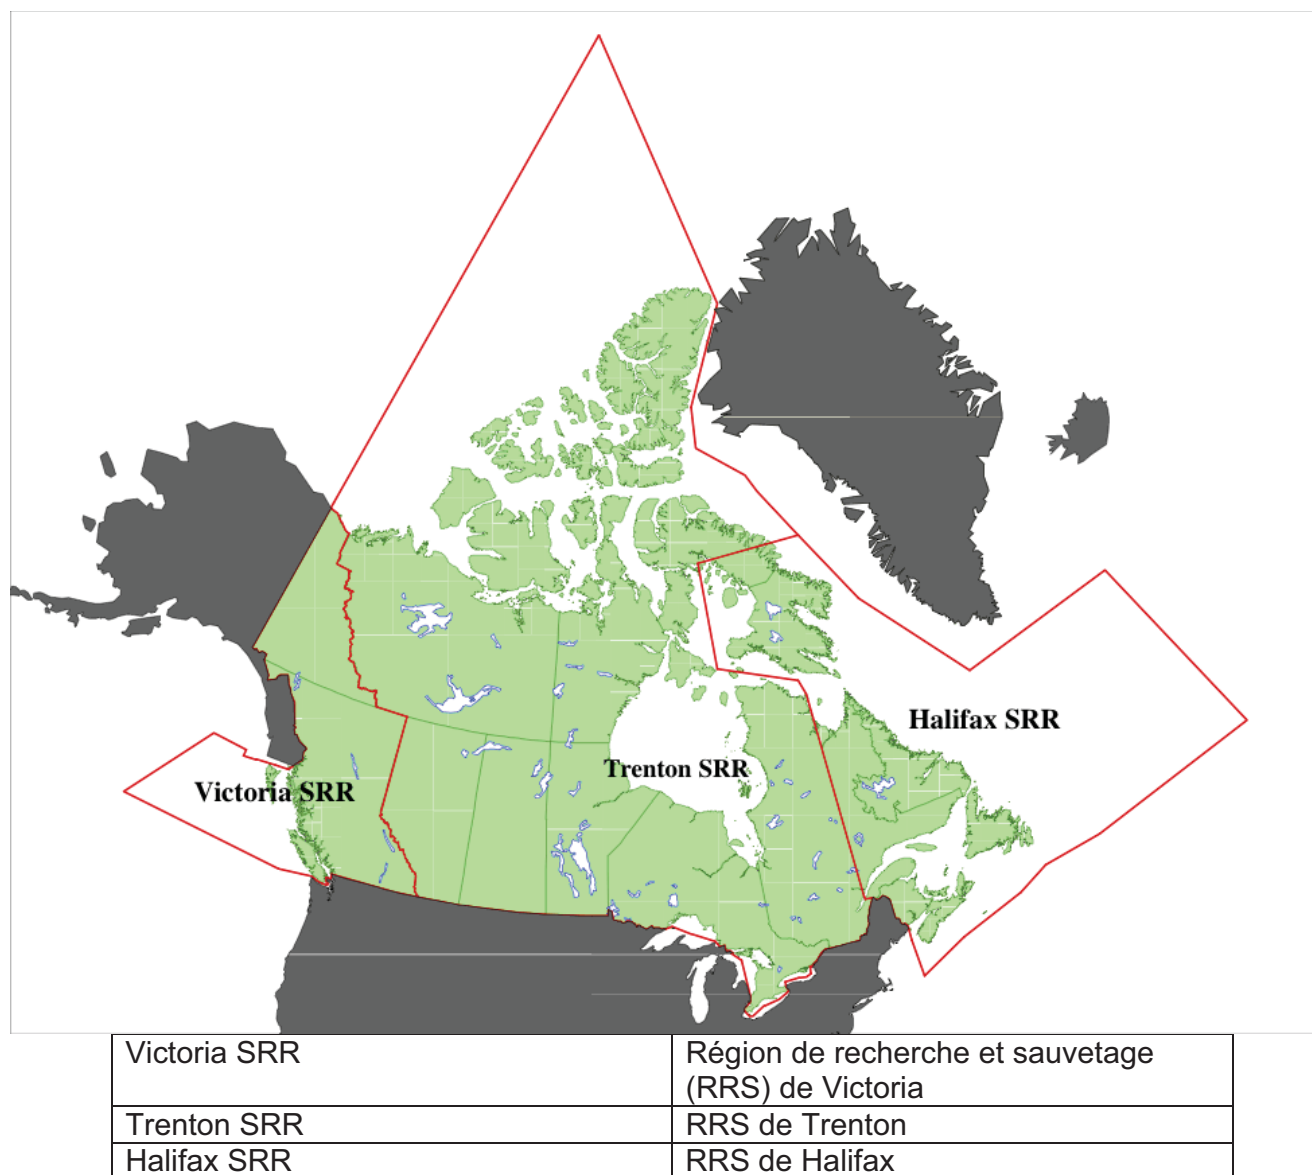 Halifax SRR
Trenton SRR
Victoria SRR
Victoria SRR
Région de recherche et sauvetage
(RRS) de Victoria
Trenton SRR
RRS de Trenton
Halifax SRR
RRS de Halifax